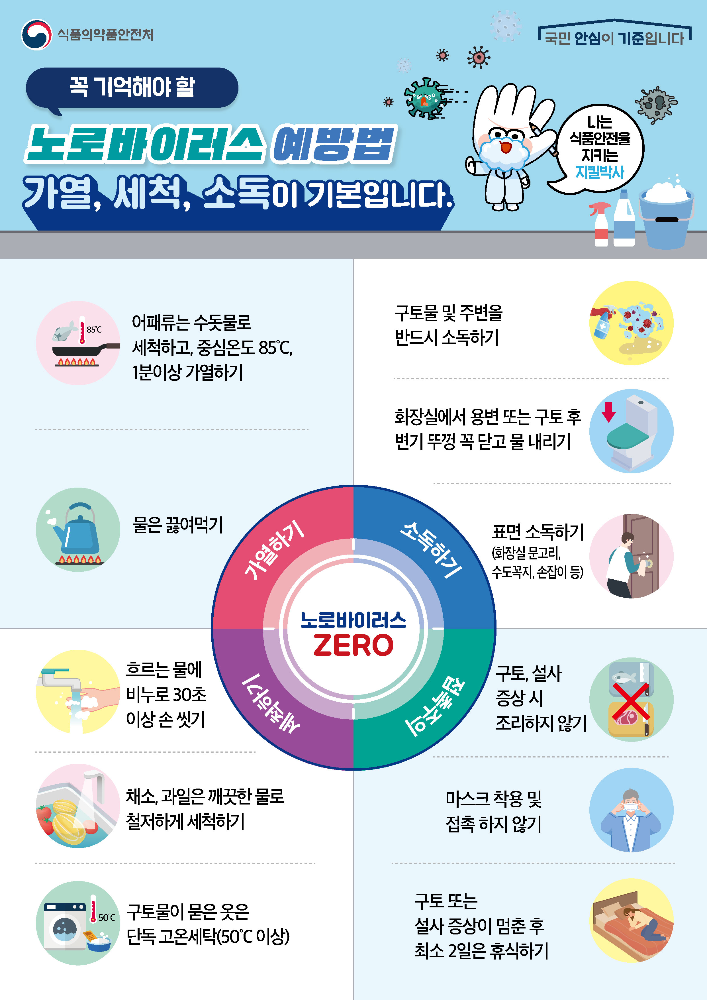 식품의약품안전처
국민 안심이 기준입니다
꼭 기억해야 할
노로바이러스 예방법
가열, 세척, 소독이 기본입니다.
나는
식품안전을
지키는
지킬박사
85℃
어패류는 수돗물로
세척하고, 중심온도 85℃,
1분이상 가열하기
물은 끓여먹기
구토물 및 주변을
반드시 소독하기
화장실에서 용변 또는 구토 후
변기 뚜껑 꼭 닫고 물 내리기
표면 소독하기
(화장실 문고리,
수도꼭지, 손잡이 등)
가열하기
소독하기
노로바이러스
ZERO
세척하기
접촉주의
흐르는 물에
비누로 30초
이상 손 씻기
채소, 과일은 깨끗한 물로
철저하게 세척하기
50℃
구토물이 묻은 옷은
단독 고온세탁(50℃ 이상)
구토, 설사
증상 시
조리하지 않기
마스크 착용 및
접촉 하지 않기
구토 또는
설사 증상이 멈춘 후
최소 2일은 휴식하기